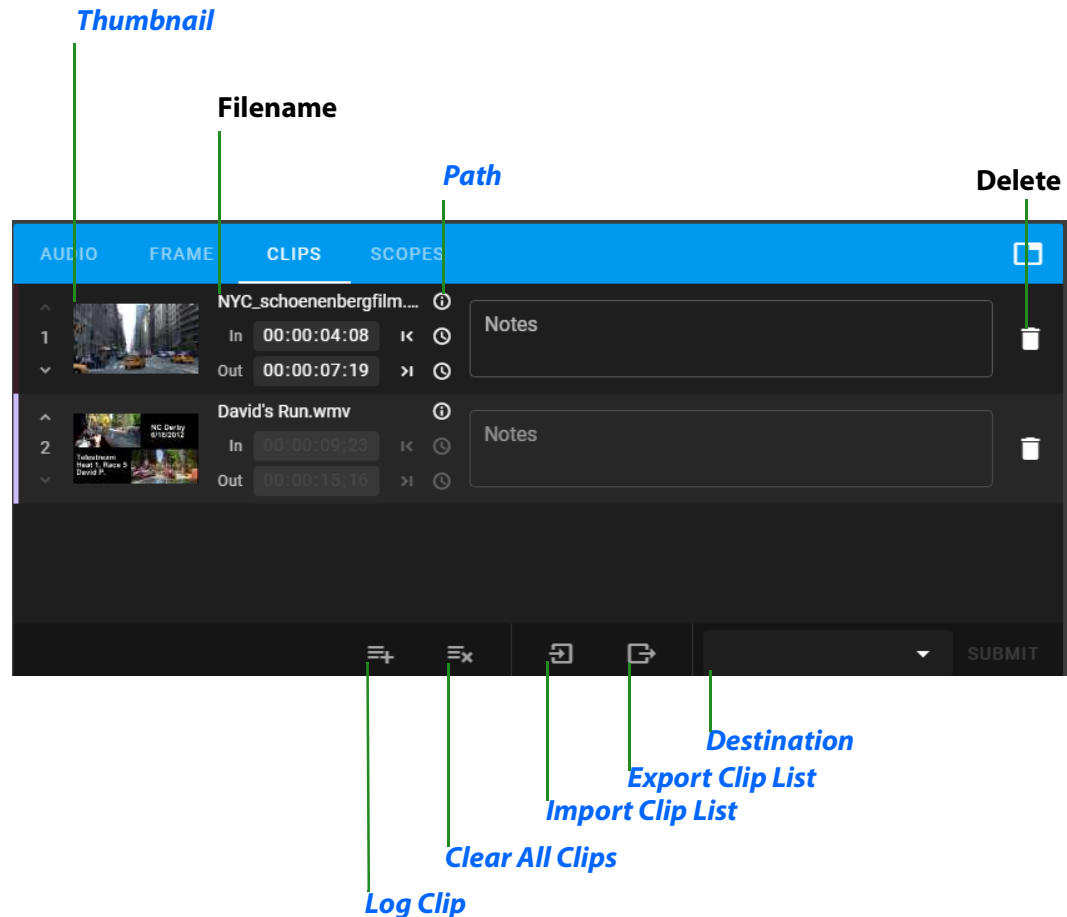 Thumbnail
Filename
Path
Delete
AUDIO FRAME CLIPS SCOPES
NYC_schoenenbergfilm....
1
In 00:00:04:08
Out 00:00:07:19
Notes
David's Run.wmv
2
In 00:00:09;23
Out 00:00:15;16
Notes
NC Derby
6/16/2012
Telestream
Heat 1, Race 5
David P.
SUBMIT
Destination
Export Clip List
Import Clip List
Clear All Clips
Log Clip